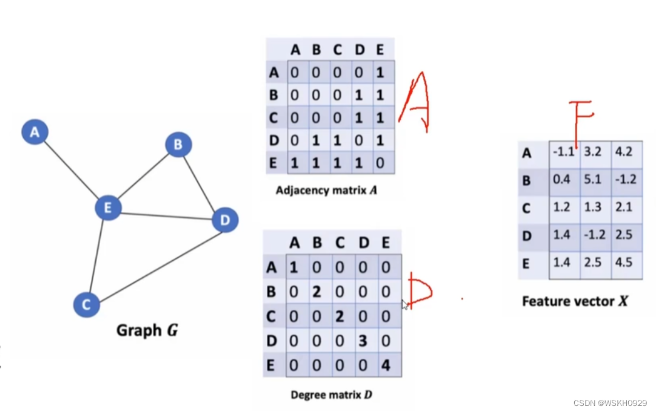 A B C D E
A 0 0 0 0 1
B 0 0 0 1 1
C 0 0 0 1 1
D 0 1 1 0 1
E 1 1 1 1 0
Adjacency matrix A
A
A
B
E
D
C
Graph G
A B C D E
A 1 0 0 0 0
B 0 2 0 0 0
C 0 0 2 0 0
D 0 0 0 3 0
E 0 0 0 0 4
Degree matrix D
D
F
A -1.1 3.2 4.2
B 0.4 5.1 -1.2
C 1.2 1.3 2.1
D 1.4 -1.2 2.5
E 1.4 2.5 4.5
Feature vector X
CSDN @WSKH0929